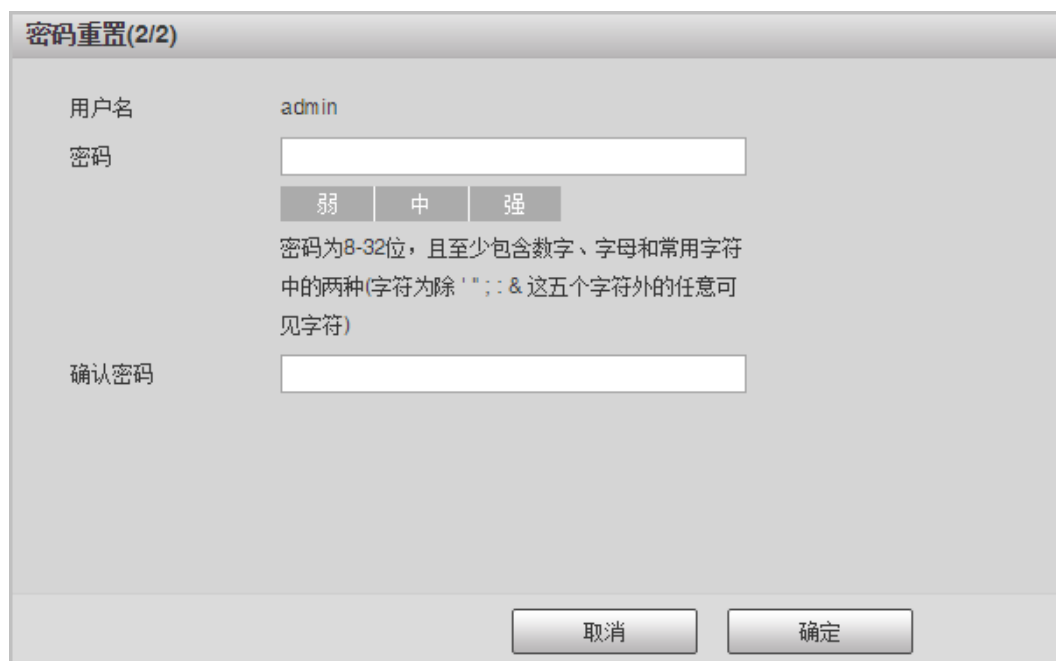 密码重置(2/2)
用户名 admin
密码
弱 中 强
密码为8-32位，且至少包含数字、字母和常用字符
中的两种(字符为除 ' " ; : & 这五个字符外的任意可
见字符)
确认密码
取消 确定